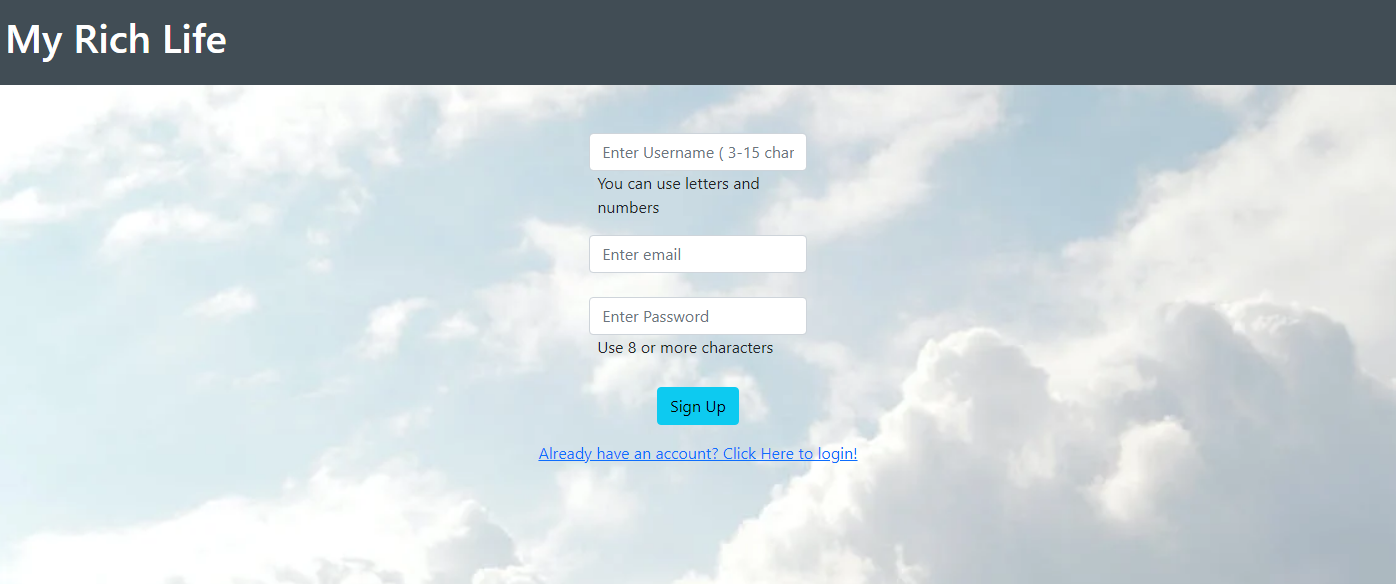 My Rich Life
Enter Username ( 3-15 char
You can use letters and
numbers
Enter email
Enter Password
Use 8 or more characters
Sign Up
Already have an account? Click Here to login!